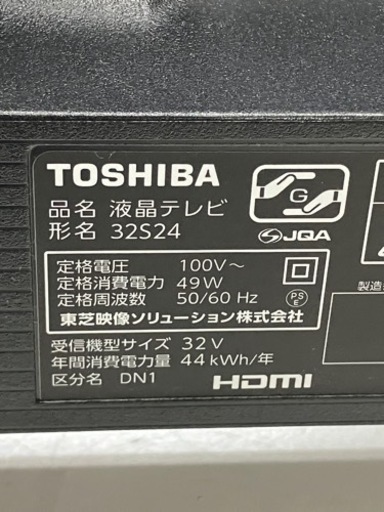 TOSHIBA
品名 液晶テレビ
形名 32S24
G
JQA
定格電圧 100V～
定格消費電力 49W
定格周波数 50/60 Hz
PS
E
東芝映像ソリューション株式会社
製造
受信機型サイズ 32V
年間消費電力量 44kWh/年
区分名 DN1
HDMI